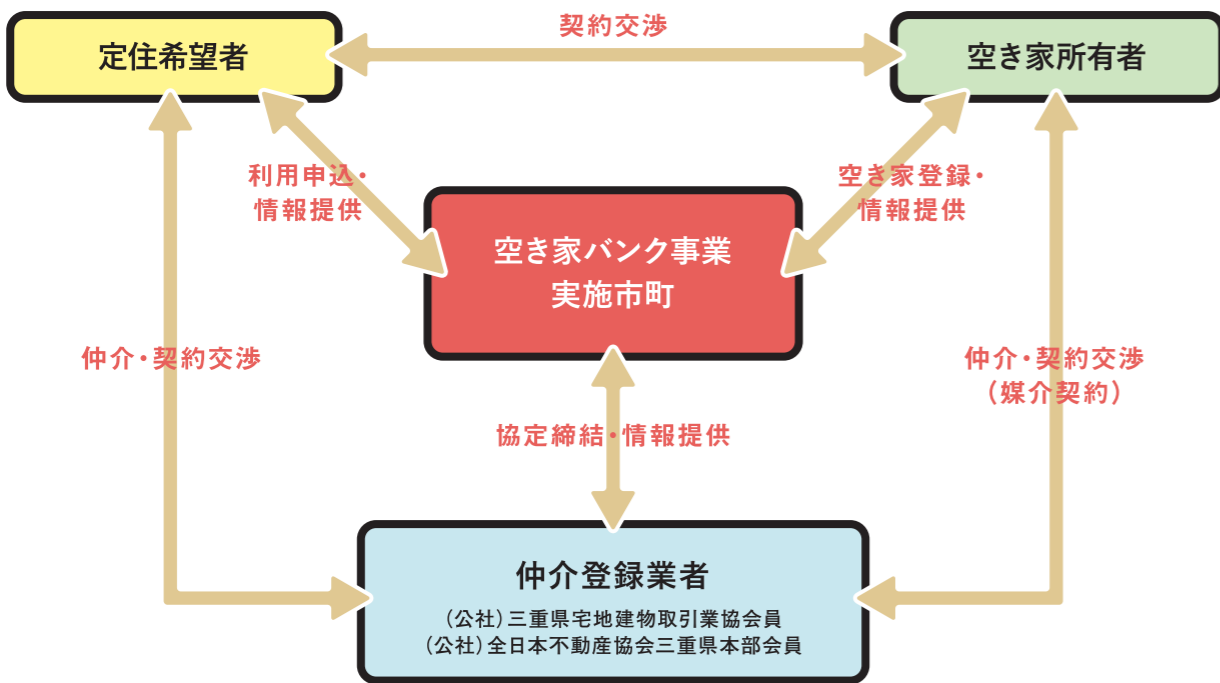 契約交渉
定住希望者
空き家所有者
利用申込・
情報提供
空き家登録・
情報提供
空き家バンク事業
実施市町
仲介・契約交渉
仲介・契約交渉
（媒介契約）
協定締結・情報提供
仲介登録業者
（公社）三重県宅地建物取引業協会員
（公社）全日本不動産協会三重県本部会員